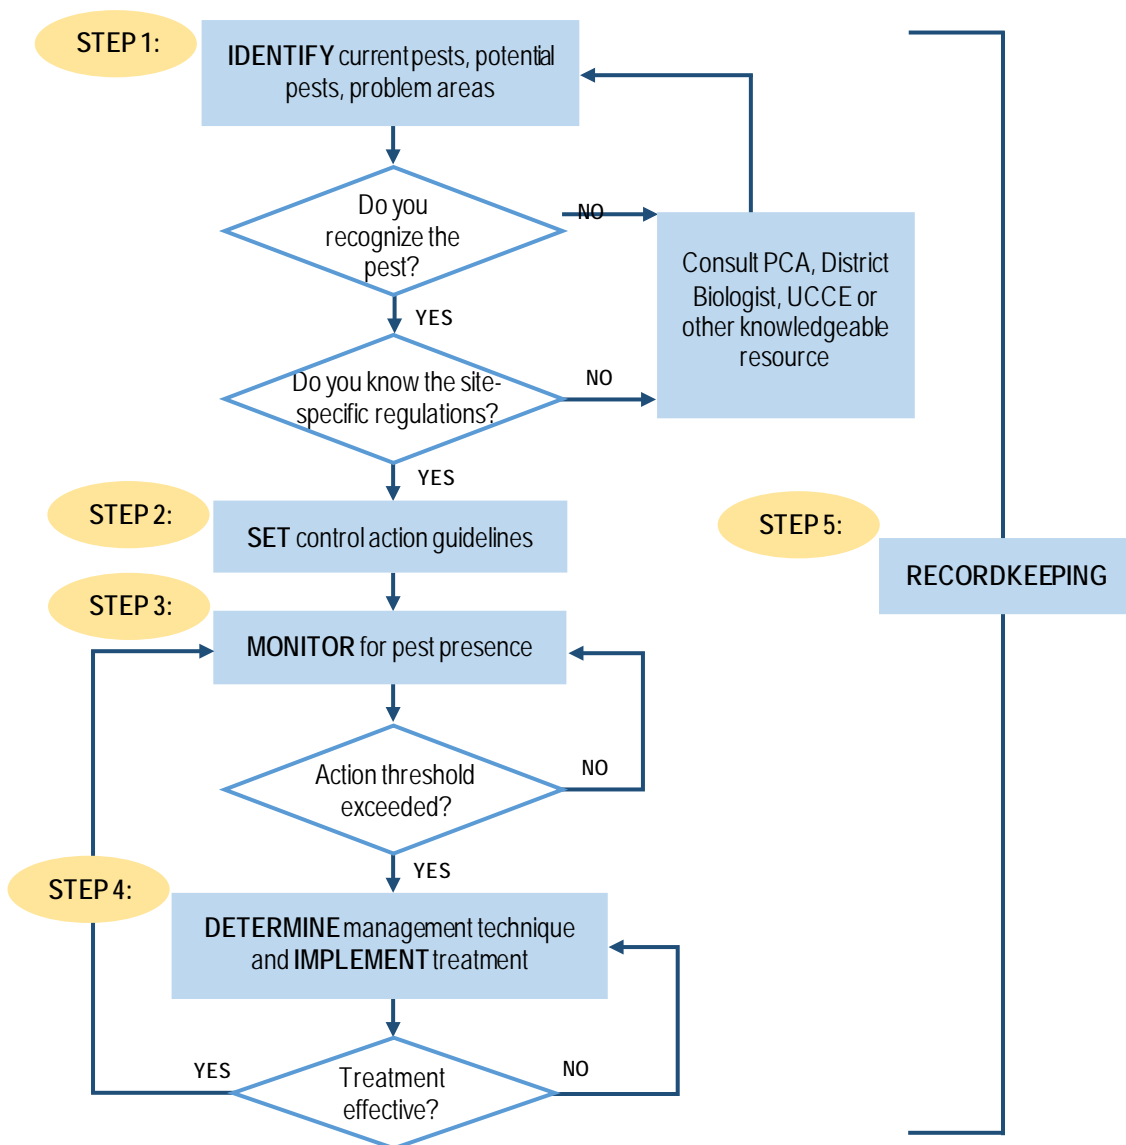 STEP 1:
IDENTIFY current pests, potential
pests, problem areas
Do you
recognize the
pest?
NO
Consult PCA, District
Biologist, UCCE or
other knowledgeable
resource
YES
Do you know the site-
specific regulations?
NO
YES
STEP 2:
SET control action guidelines
STEP 5:
RECORDKEEPING
STEP 3:
MONITOR for pest presence
Action threshold
exceeded?
NO
YES
STEP 4:
DETERMINE management technique
and IMPLEMENT treatment
YES
NO
Treatment
effective?